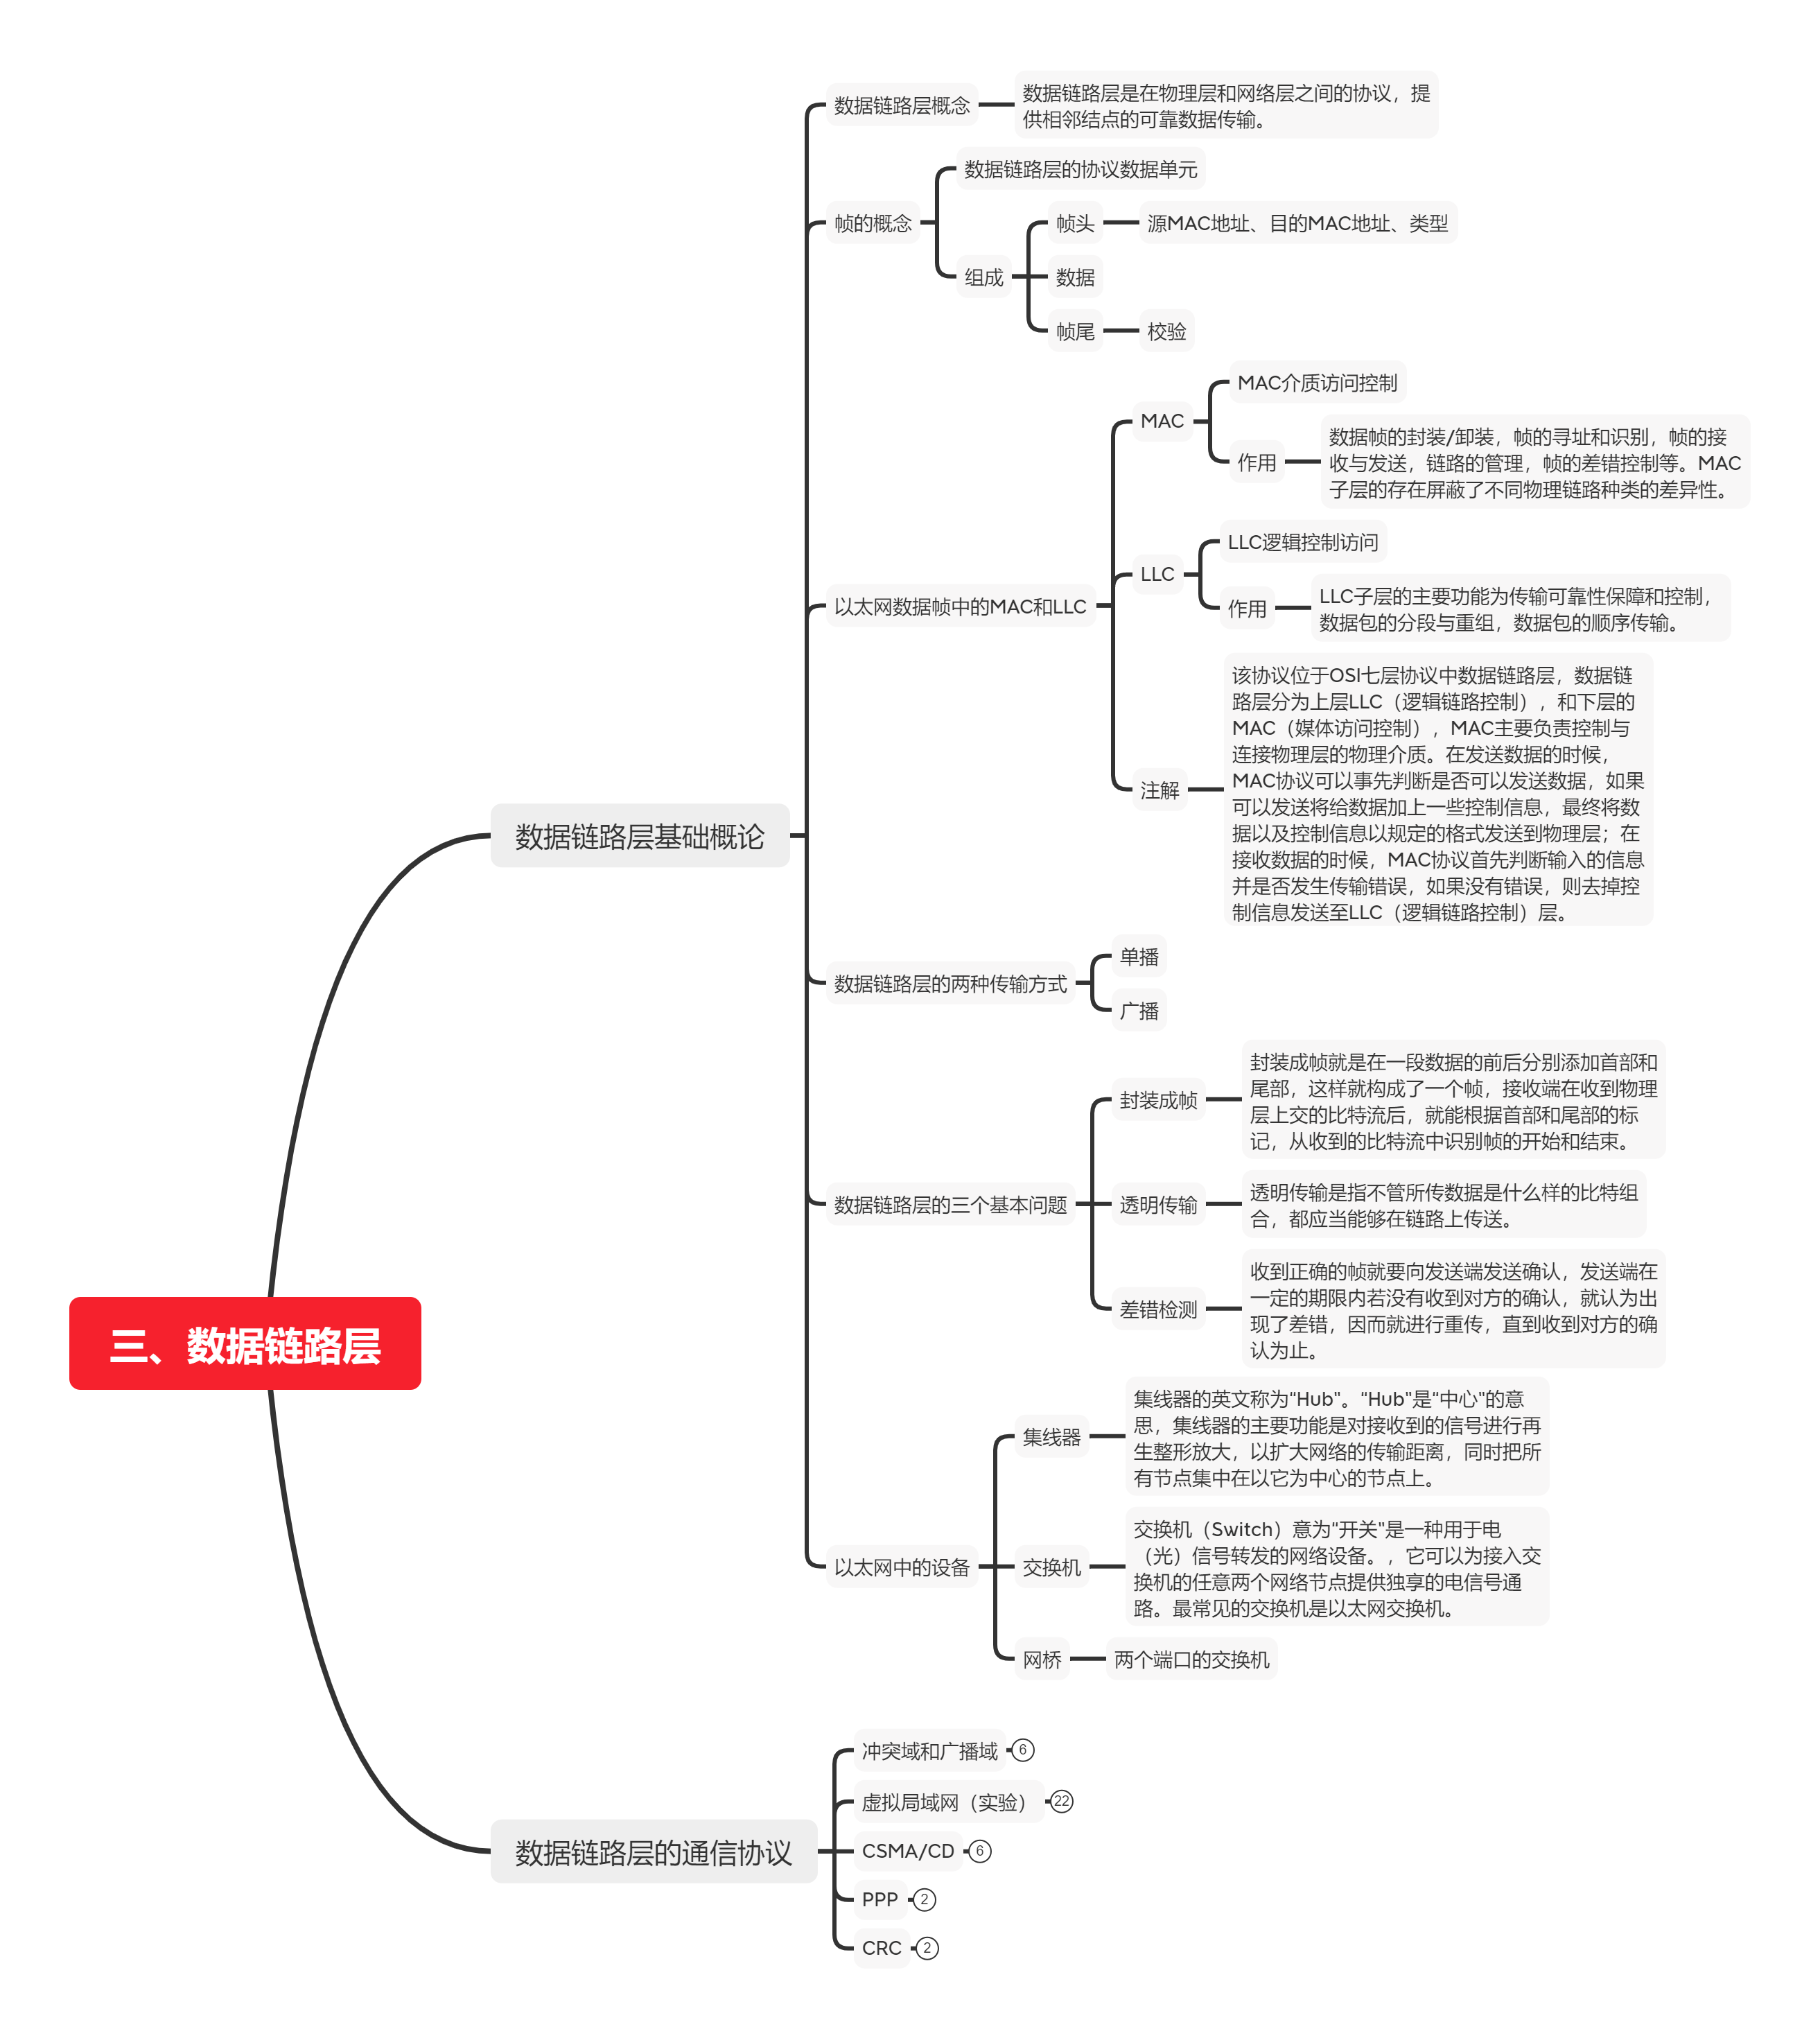 三、数据链路层
数据链路层基础概论
数据链路层概念
数据链路层是在物理层和网络层之间的协议，提
供相邻结点的可靠数据传输。
帧的概念
数据链路层的协议数据单元
组成
帧头
源MAC地址、目的MAC地址、类型
数据
帧尾
校验
以太网数据帧中的MAC和LLC
MAC
MAC介质访问控制
作用
数据帧的封装/卸装，帧的寻址和识别，帧的接
收与发送，链路的管理，帧的差错控制等。MAC
子层的存在屏蔽了不同物理链路种类的差异性。
LLC
LLC逻辑控制访问
作用
LLC子层的主要功能为传输可靠性保障和控制，
数据包的分段与重组，数据包的顺序传输。
注解
该协议位于OSI七层协议中数据链路层，数据链
路层分为上层LLC（逻辑链路控制），和下层的
MAC（媒体访问控制），MAC主要负责控制与
连接物理层的物理介质。在发送数据的时候，
MAC协议可以事先判断是否可以发送数据，如果
可以发送将给数据加上一些控制信息，最终将数
据以及控制信息以规定的格式发送到物理层；在
接收数据的时候，MAC协议首先判断输入的信息
并是否发生传输错误，如果没有错误，则去掉控
制信息发送至LLC（逻辑链路控制）层。
数据链路层的两种传输方式
单播
广播
数据链路层的三个基本问题
封装成帧
封装成帧就是在一段数据的前后分别添加首部和
尾部，这样就构成了一个帧，接收端在收到物理
层上交的比特流后，就能根据首部和尾部的标
记，从收到的比特流中识别帧的开始和结束。
透明传输
透明传输是指不管所传数据是什么样的比特组
合，都应当能够在链路上传送。
差错检测
收到正确的帧就要向发送端发送确认，发送端在
一定的期限内若没有收到对方的确认，就认为出
现了差错，因而就进行重传，直到收到对方的确
认为止。
以太网中的设备
集线器
集线器的英文称为“Hub”。“Hub”是“中心”的意
思，集线器的主要功能是对接收到的信号进行再
生整形放大，以扩大网络的传输距离，同时把所
有节点集中在以它为中心的节点上。
交换机
交换机（Switch）意为“开关”是一种用于电
（光）信号转发的网络设备。，它可以为接入交
换机的任意两个网络节点提供独享的电信号通
路。最常见的交换机是以太网交换机。
网桥
两个端口的交换机
数据链路层的通信协议
冲突域和广播域 6
虚拟局域网（实验） 22
CSMA/CD 6
PPP 2
CRC 2